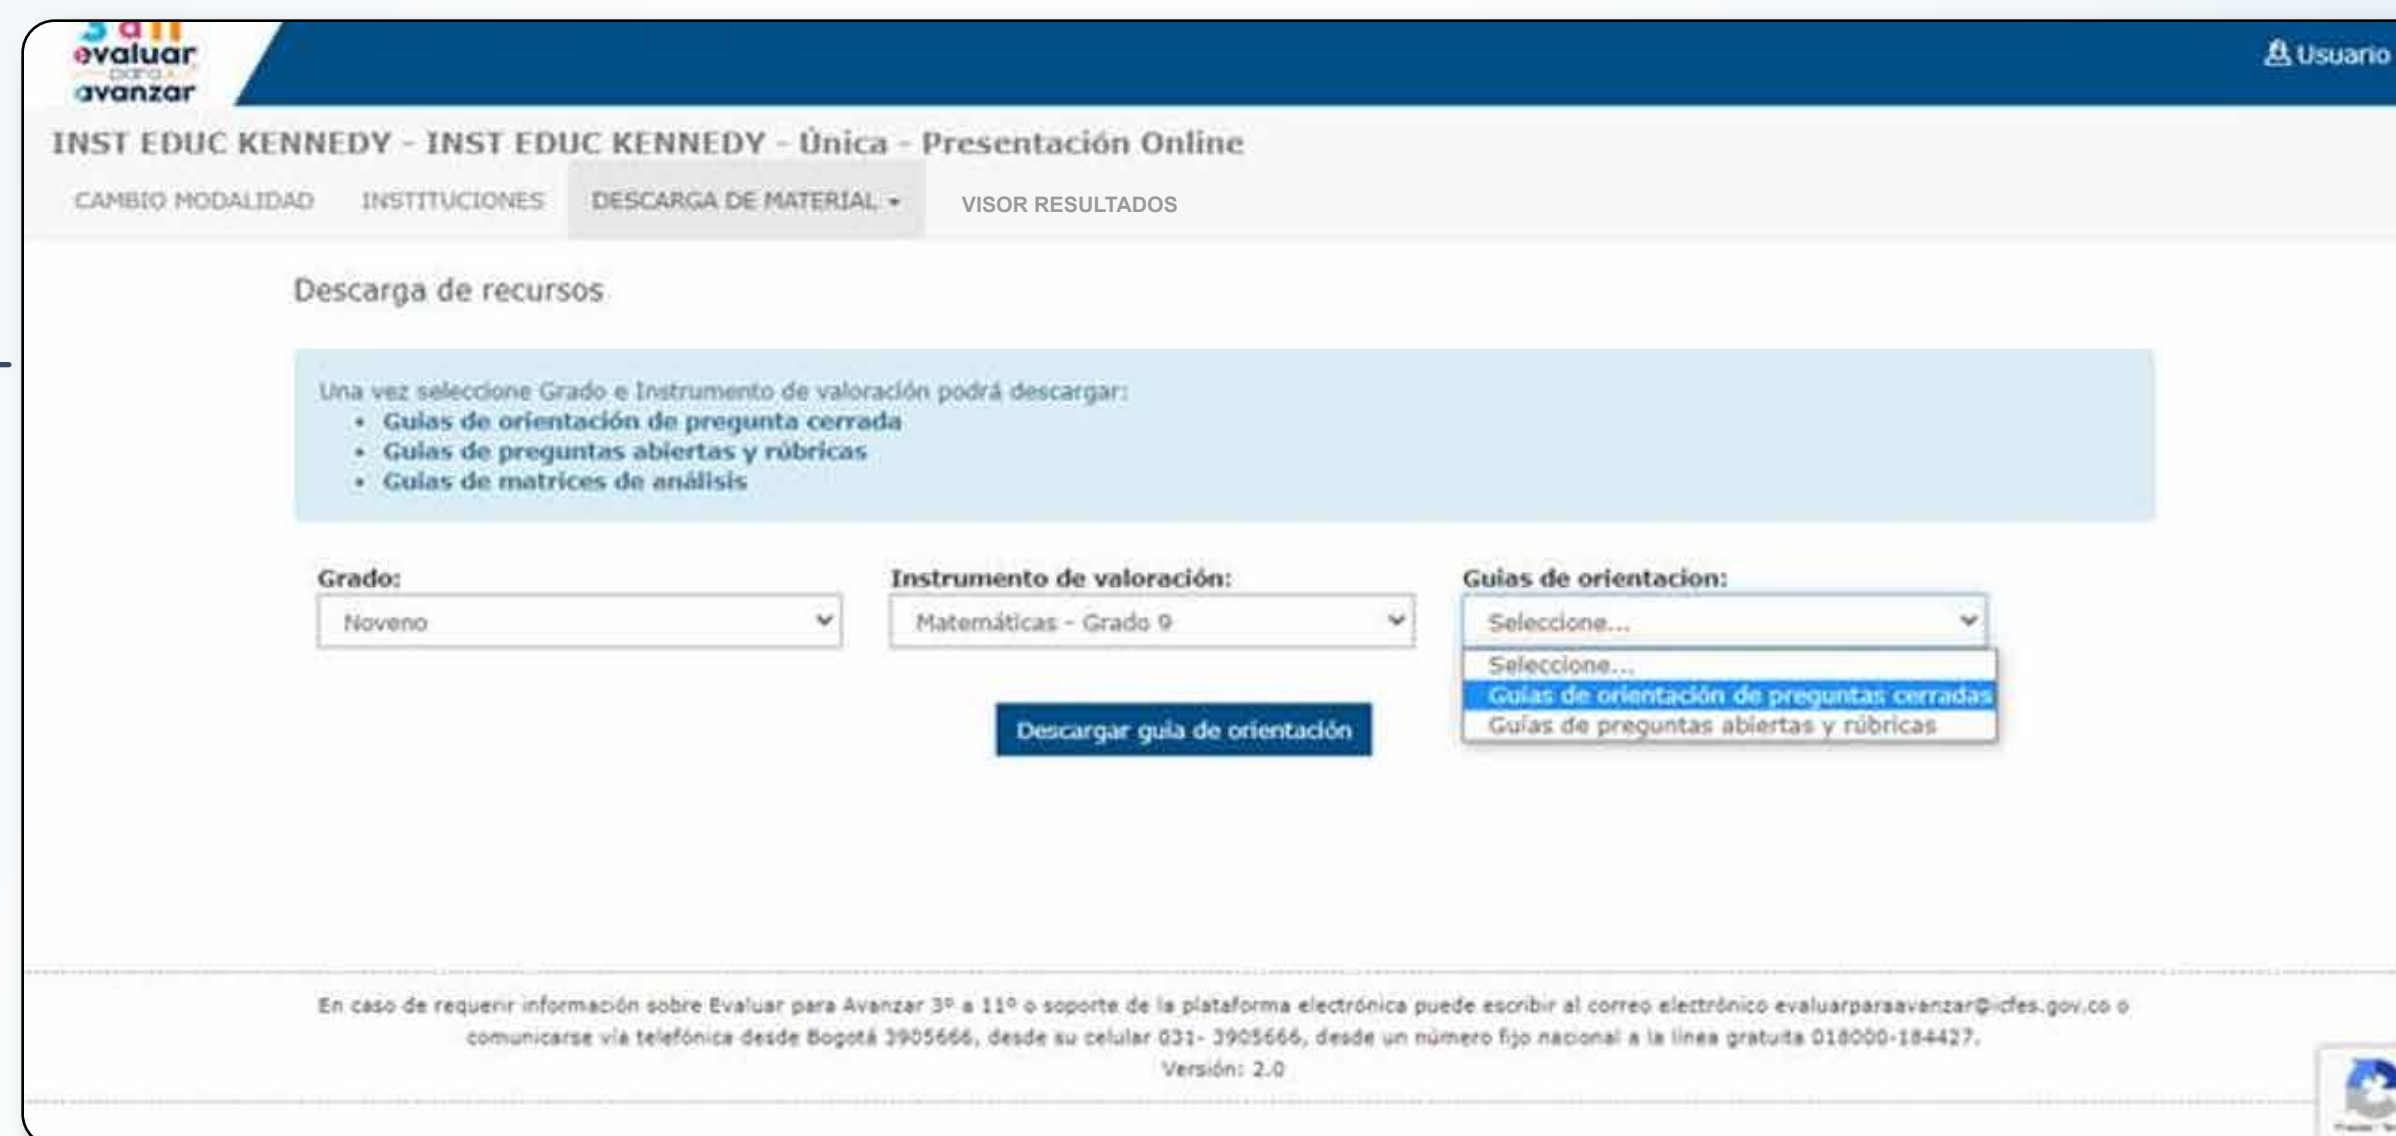 evaluar
para
avanzar
Usuario
INST EDUC KENNEDY - INST EDUC KENNEDY - Única - Presentación Online
CAMBIO MODALIDAD INSTITUCIONES DESCARGA DE MATERIAL VISOR RESULTADOS
Descarga de recursos
Una vez seleccione Grado e Instrumento de valoración podrá descargar:
• Guias de orientación de pregunta cerrada
• Guias de preguntas abiertas y rúbricas
• Guias de matrices de análisis
Grado: Instrumento de valoración: Guias de orientacion:
Noveno Matemáticas - Grado 9 Seleccione...
Seleccione...
Guias de orientación de preguntas cerradas
Guias de preguntas abiertas y rúbricas
Descargar guia de orientación
En caso de requerir información sobre Evaluar para Avanzar 3º a 11º o soporte de la plataforma electrónica puede escribir al correo electrónico evaluarparaavanzar@icfes.gov.co o
comunicarse vía telefónica desde Bogotá 3905666, desde su celular 031- 3905666, desde un número fijo nacional a la línea gratuita 018000-184427.
Versión: 2.0